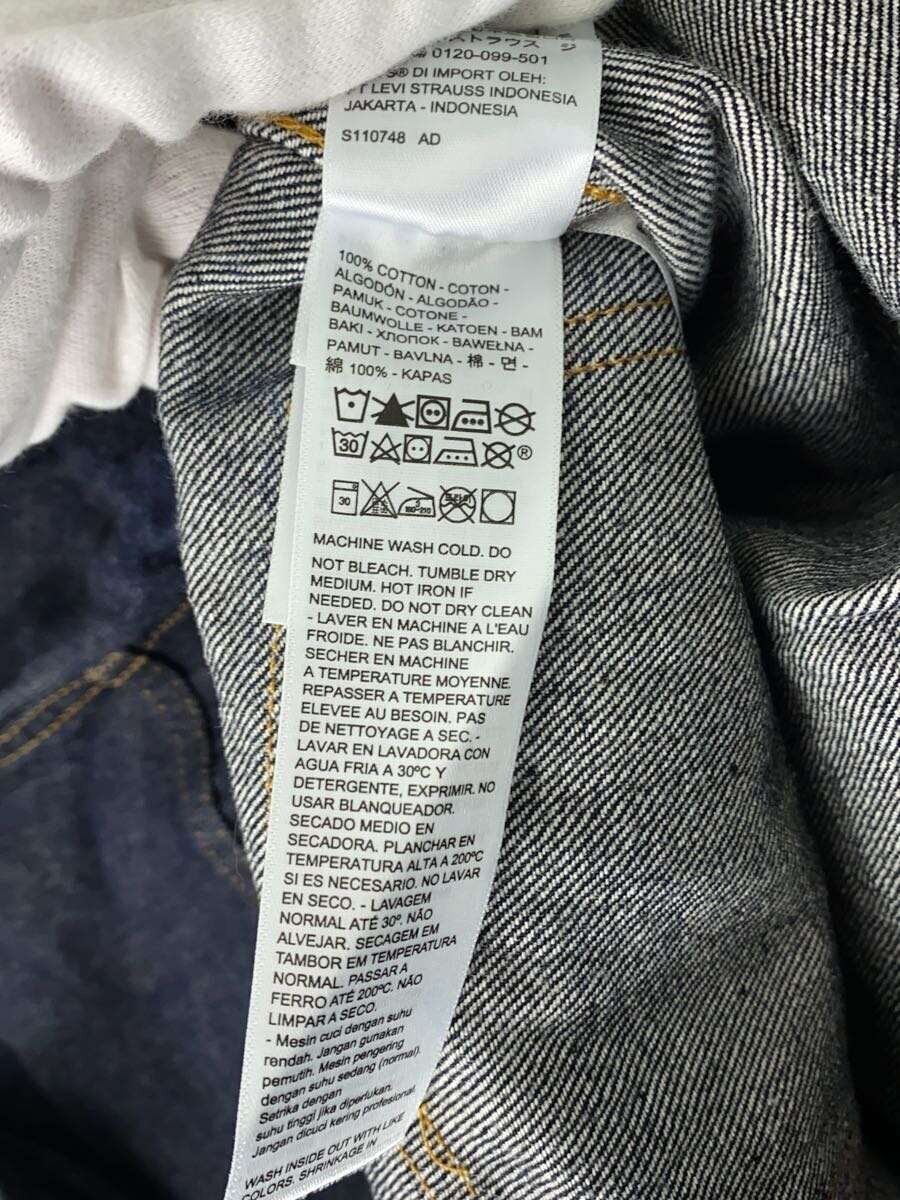 ストラウス
0120-099-501
DI IMPORT OLEH:
PT LEVI STRAUSS INDONESIA
JAKARTA - INDONESIA
S110748 AD
100% COTTON - COTON -
ALGODÓN - ALGODÃO -
PAMUK - COTONE -
BAUMWOLLE - KATOEN - BAM
BAKI - ХЛОПОК - BAWEŁNA -
PAMUT - BAVLNA - 棉 - 면 -
綿 100% - KAPAS
30
®
30
180-210
MACHINE WASH COLD. DO
NOT BLEACH. TUMBLE DRY
MEDIUM. HOT IRON IF
NEEDED. DO NOT DRY CLEAN
- LAVER EN MACHINE A L'EAU
FROIDE. NE PAS BLANCHIR.
SECHER EN MACHINE
A TEMPERATURE MOYENNE.
REPASSER A TEMPERATURE
ELEVEE AU BESOIN. PAS
DE NETTOYAGE A SEC. -
LAVAR EN LAVADORA CON
AGUA FRIA A 30ºC Y
DETERGENTE, EXPRIMIR. NO
USAR BLANQUEADOR.
SECADO MEDIO EN
SECADORA. PLANCHAR EN
TEMPERATURA ALTA A 200ºC
SI ES NECESARIO. NO LAVAR
EN SECO. - LAVAGEM
NORMAL ATÉ 30º. NÃO
ALVEJAR. SECAGEM EM
TAMBOR EM TEMPERATURA
NORMAL. PASSAR A
FERRO ATÉ 200ºC. NÃO
LIMPAR A SECO.
- Mesin cuci dengan suhu
rendah. Jangan gunakan
pemutih. Mesin pengering
dengan suhu sedang (normal).
Setrika dengan
suhu tinggi jika diperlukan.
Jangan dicuci kering profesional.
WASH INSIDE OUT WITH LIKE
COLORS. SHRINKAGE IN